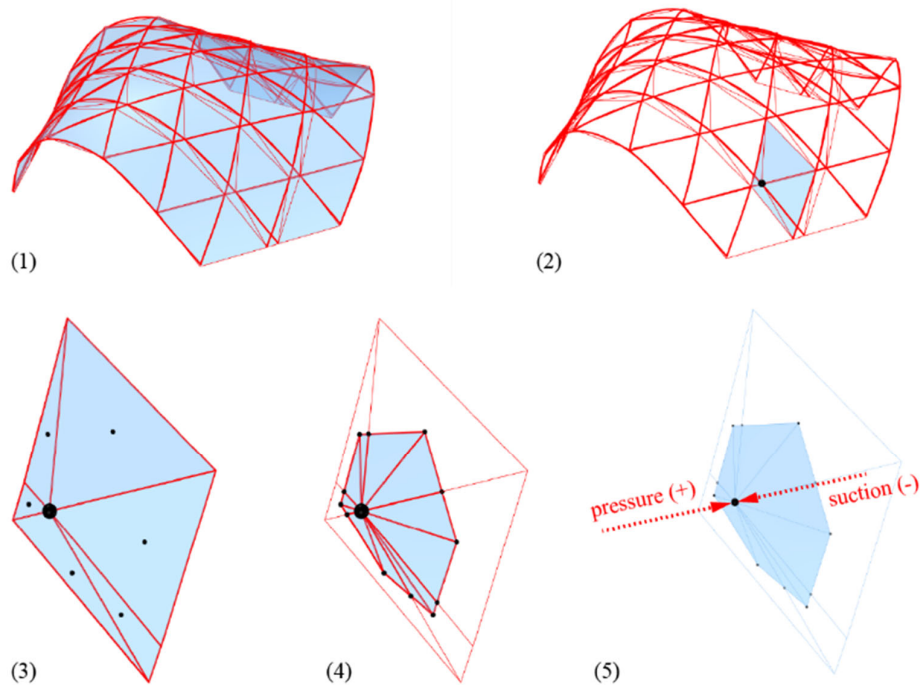 (1)
(2)
pressure (+)
suction (-)
(3)
(4)
(5)